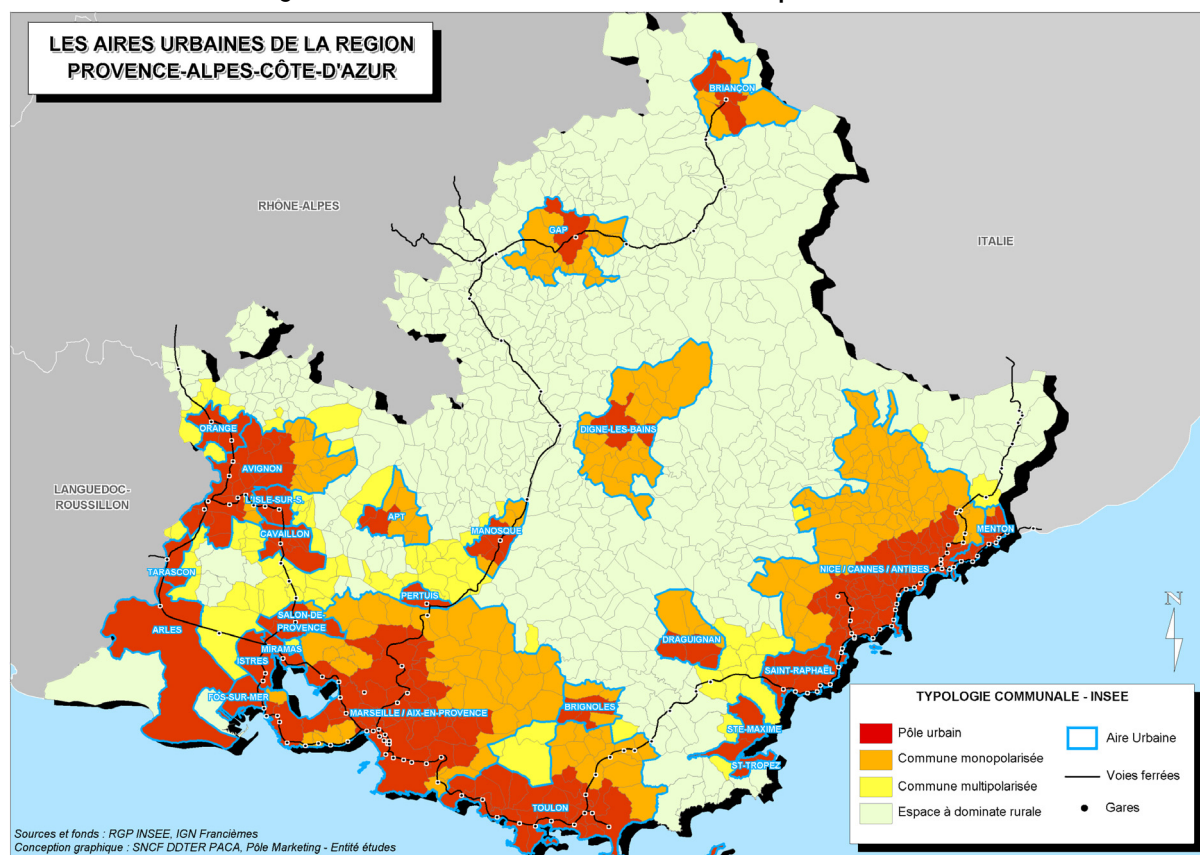 LES AIRES URBAINES DE LA REGION
PROVENCE-ALPES-CÔTE-D'AZUR
BRIANÇON
RHÔNE-ALPES
GAP
ITALIE
DIGNE-LES-BAINS
ORANGE
AVIGNON
LANGUEDOC-
ROUSSILLON
L'ISLE-SUR-S.
APT
CAVAILLON
MANOSQUE
MENTON
TARASCON
NICE / CANNES / ANTIBES
PERTUIS
SALON-DE-
PROVENCE
ARLES
DRAGUIGNAN
N
MIRAMAS
ISTRES
SAINT-RAPHAËL
FOS-SUR-MER
MARSEILLE / AIX-EN-PROVENCE
BRIGNOLES
STE-MAXIME
ST-TROPEZ
TOULON
TYPOLOGIE COMMUNALE - INSEE
Pôle urbain
Commune monopolarisée
Commune multipolarisée
Espace à dominate rurale
Aire Urbaine
Voies ferrées
Gares
Sources et fonds : RGP INSEE, IGN Francièmes
Conception graphique : SNCF DDTER PACA, Pôle Marketing - Entité études